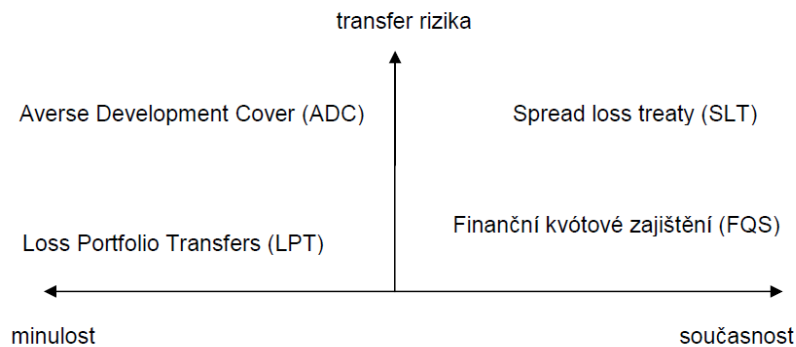 transfer rizika
Averse Development Cover (ADC)
Spread loss treaty (SLT)
Loss Portfolio Transfers (LPT)
Finanční kvótové zajištění (FQS)
minulost
současnost